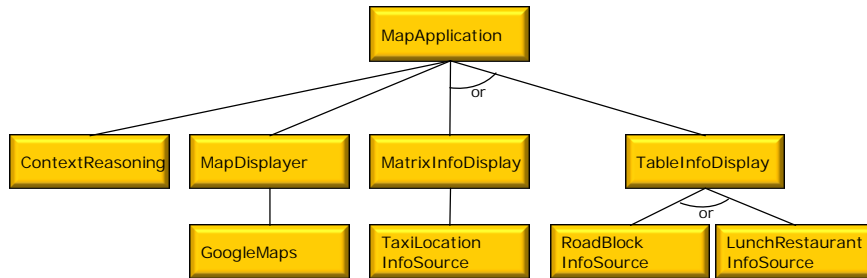 MapApplication
or
ContextReasoning
MapDisplayer
MatrixInfoDisplay
TableInfoDisplay
or
GoogleMaps
TaxiLocation
InfoSource
RoadBlock
InfoSource
LunchRestaurant
InfoSource